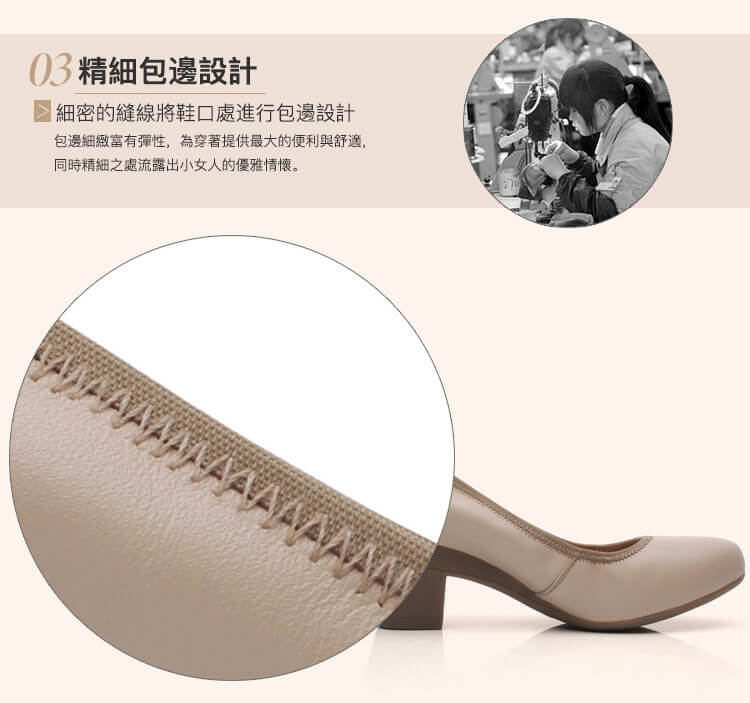 03 精細包邊設計
> 細密的縫線將鞋口處進行包邊設計
包邊細緻富有彈性，為穿著提供最大的便利與舒適，
同時精細之處流露出小女人的優雅情懷。